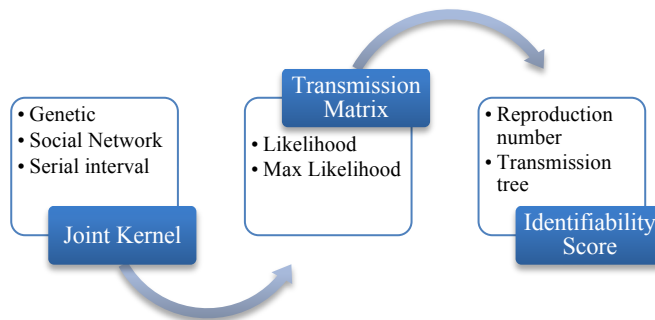 • Genetic
• Social Network
• Serial interval
Joint Kernel
Transmission
Matrix
• Likelihood
• Max Likelihood
• Reproduction
number
• Transmission
tree
Identifiability
Score